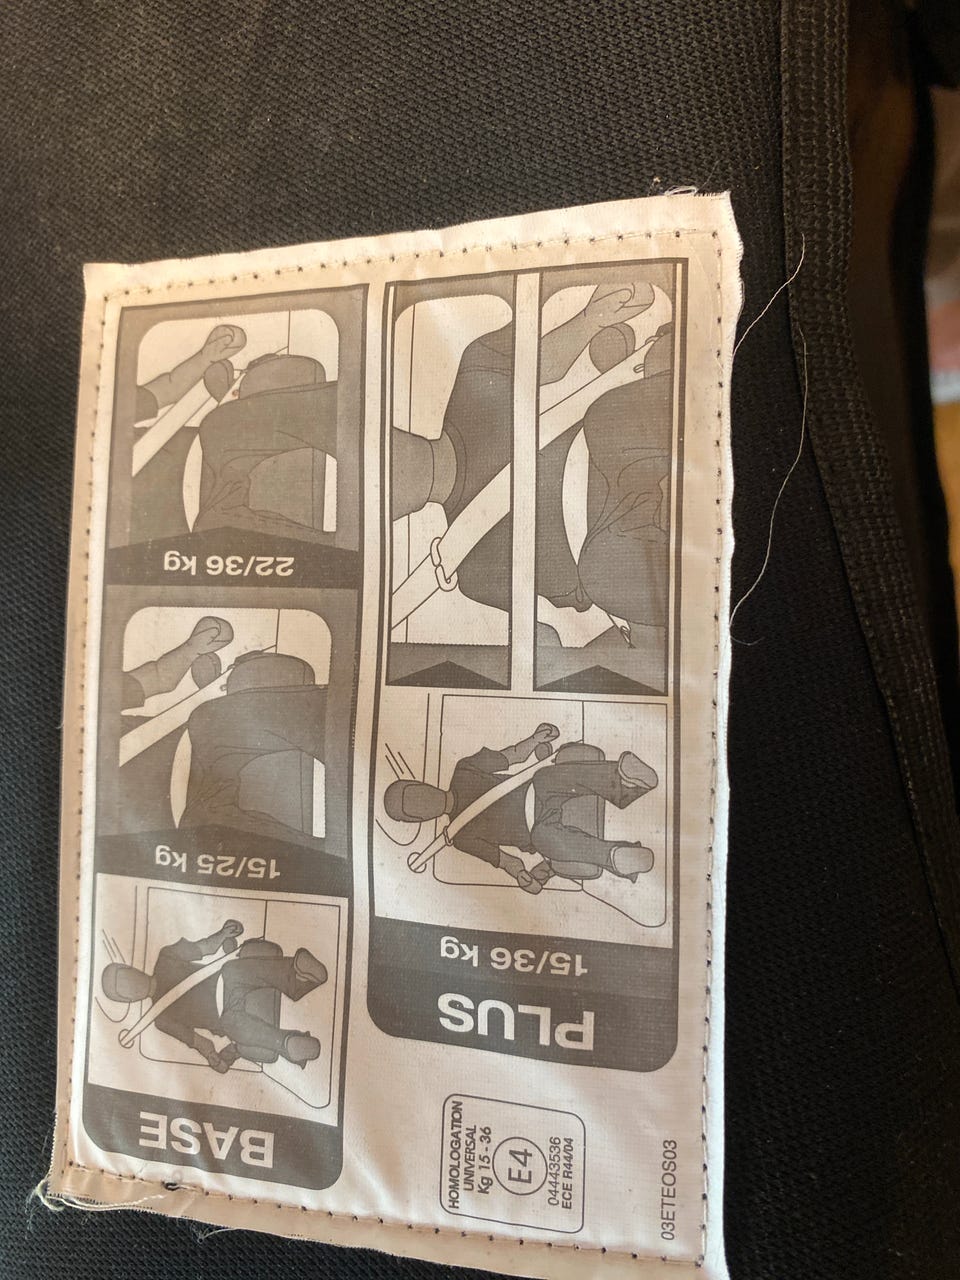 BASE
15/25 kg
22/36 kg
PLUS
15/36 kg
HOMOLOGATION
UNIVERSAL
Kg 15 - 36
E4
04443536
ECE R44/04
03ETEOS03